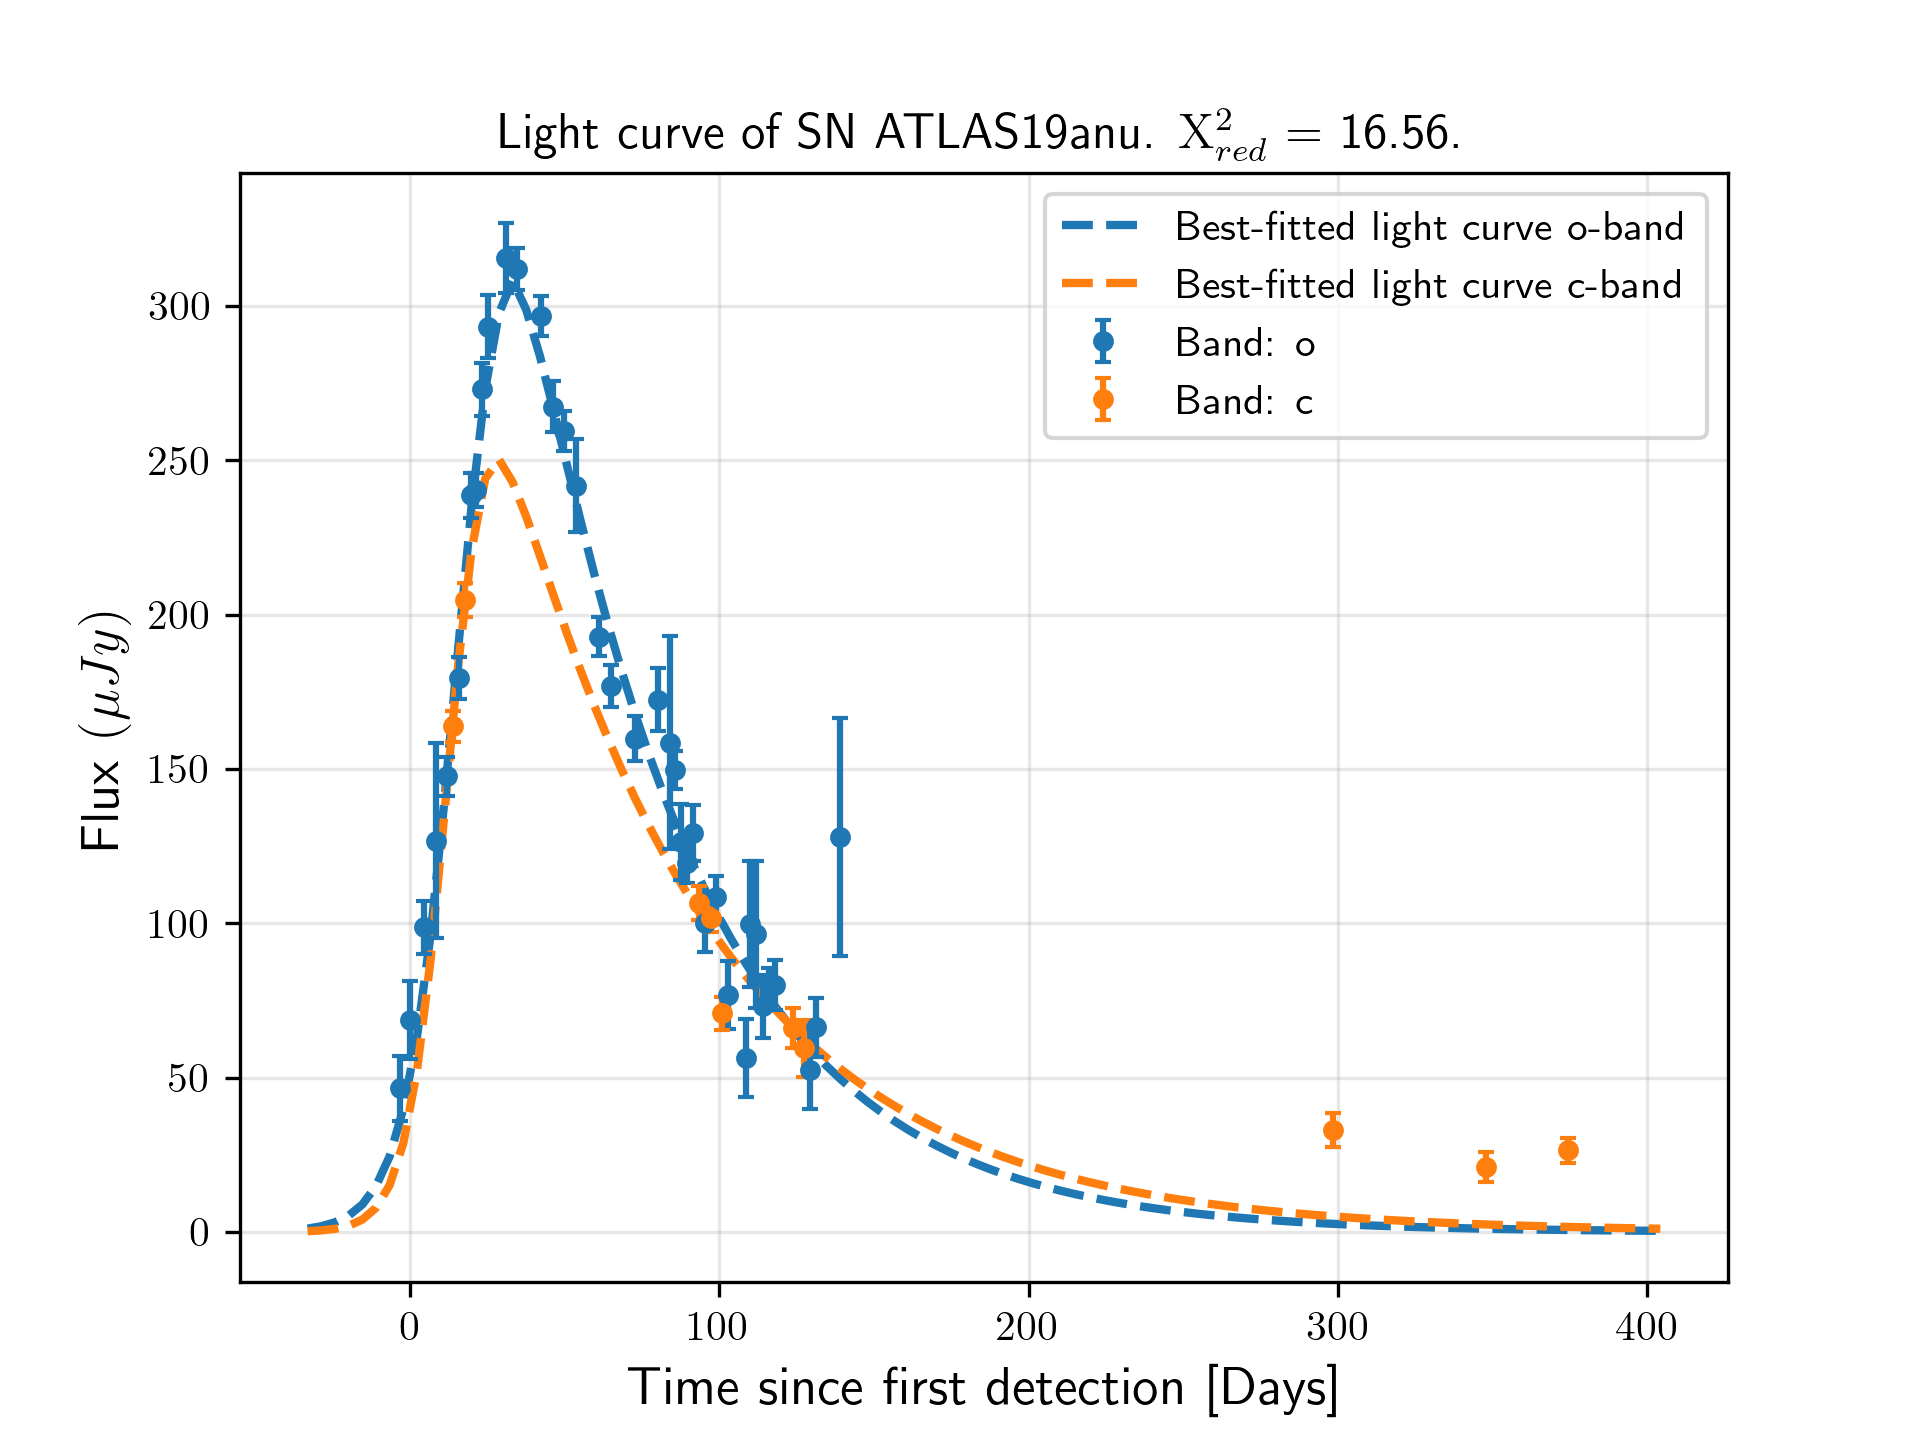 Light curve of SN ATLAS19anu. X²_red = 16.56.
Best-fitted light curve o-band
Best-fitted light curve c-band
Band: o
Band: c
Flux (μJy)
300
250
200
150
100
50
0
0 100 200 300 400
Time since first detection [Days]